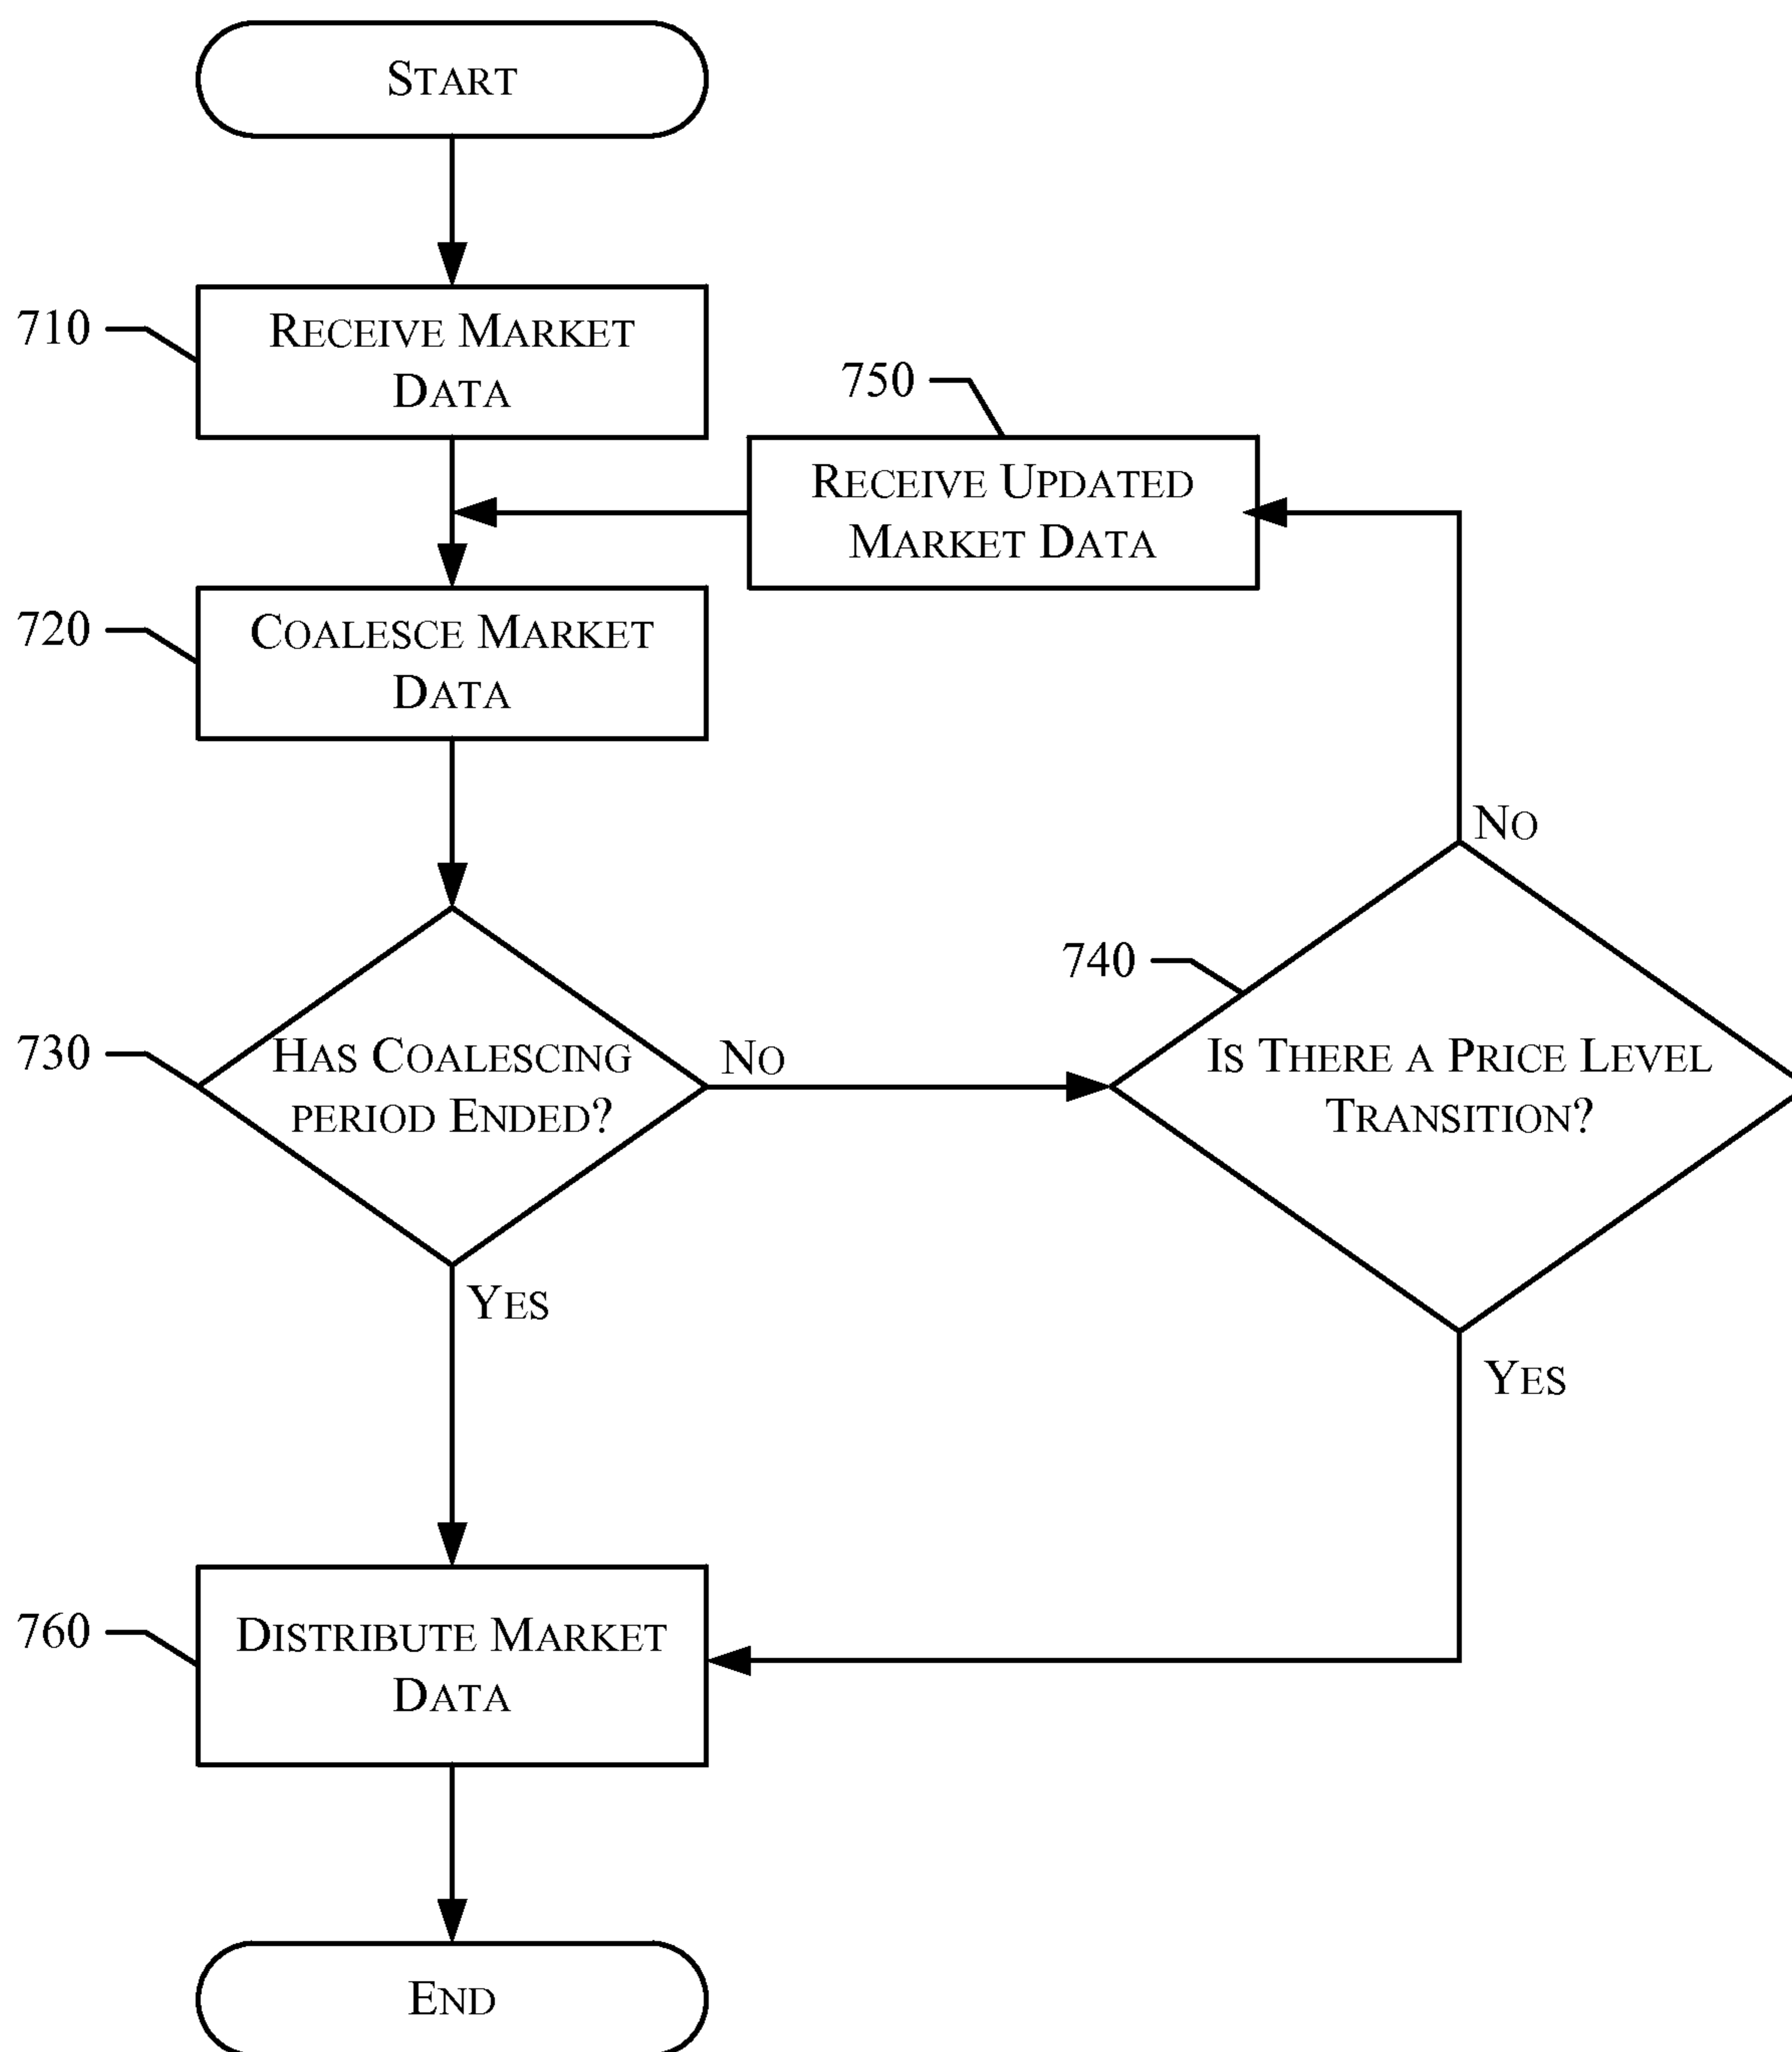 START
710
RECEIVE MARKET
DATA
750
RECEIVE UPDATED
MARKET DATA
720
COALESCE MARKET
DATA
NO
740
730
HAS COALESCING
PERIOD ENDED?
NO
IS THERE A PRICE LEVEL
TRANSITION?
YES
YES
760
DISTRIBUTE MARKET
DATA
END